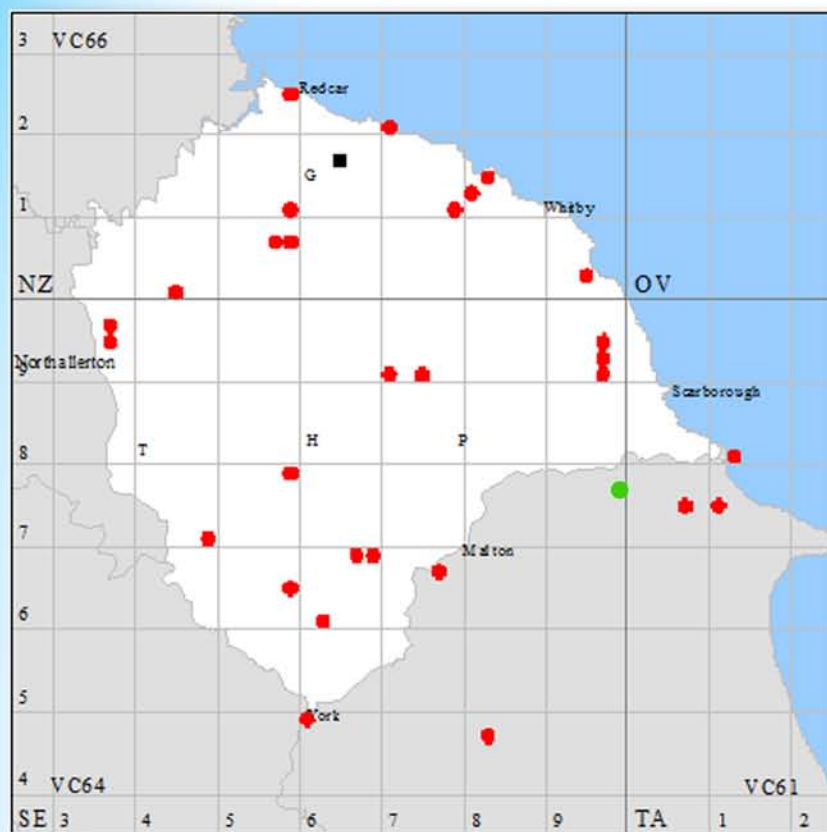 3 VC66
Redcar
2
G
1
Whitby
NZ OV
Northallerton
9
Scarborough
T H P
8
7
Malton
6
5
York
4 VC64 VC61
SE 3 4 5 6 7 8 9 TA 1 2